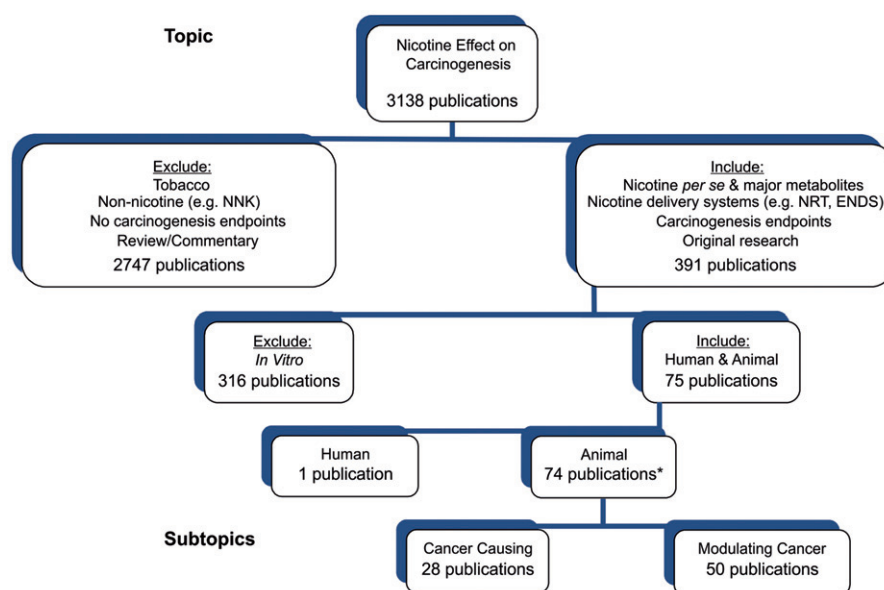 Topic
Nicotine Effect on
Carcinogenesis
3138 publications
Exclude:
Tobacco
Non-nicotine (e.g. NNK)
No carcinogenesis endpoints
Review/Commentary
2747 publications
Include:
Nicotine per se & major metabolites
Nicotine delivery systems (e.g. NRT, ENDS)
Carcinogenesis endpoints
Original research
391 publications
Exclude:
In Vitro
316 publications
Include:
Human & Animal
75 publications
Human
1 publication
Animal
74 publications*
Subtopics
Cancer Causing
28 publications
Modulating Cancer
50 publications